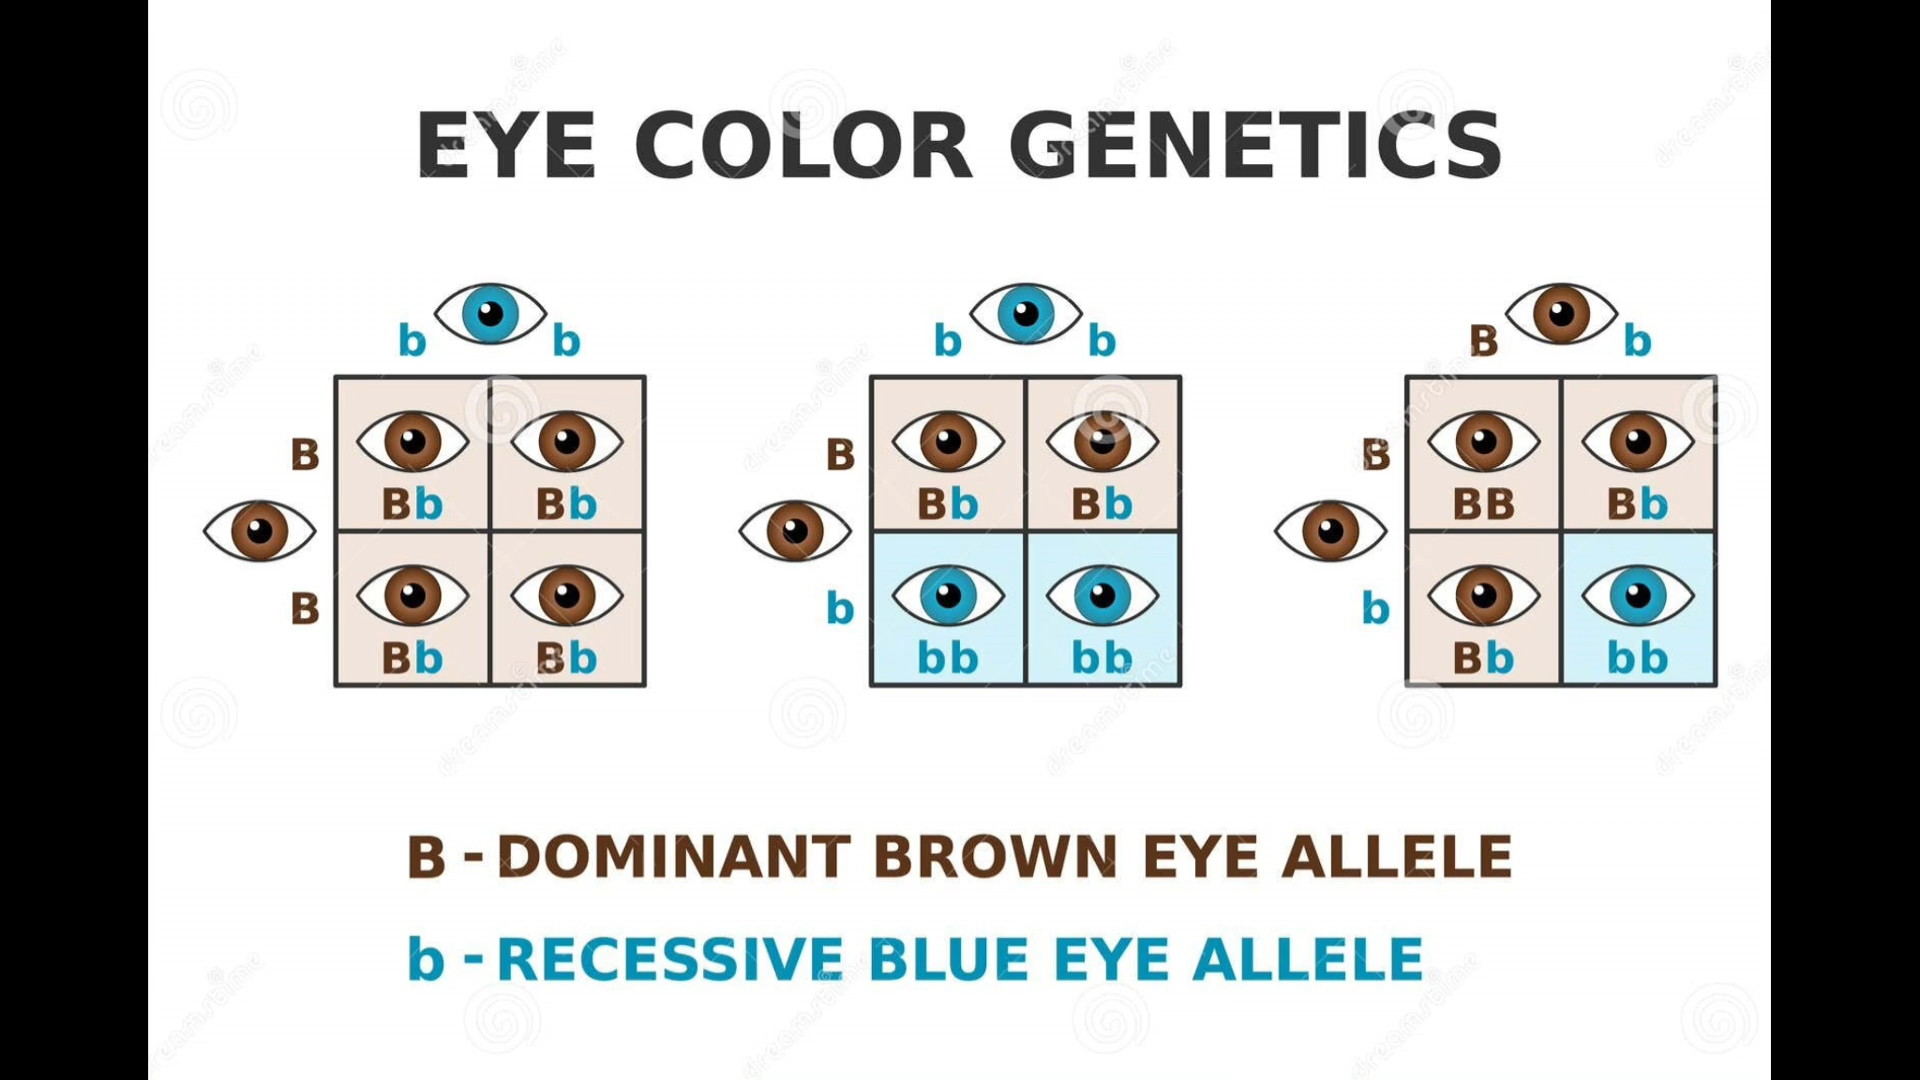 EYE COLOR GENETICS
b b b b B b
B Bb Bb B Bb Bb B BB Bb
B Bb Bb b bb bb b Bb bb
B - DOMINANT BROWN EYE ALLELE
b - RECESSIVE BLUE EYE ALLELE
dreamstime